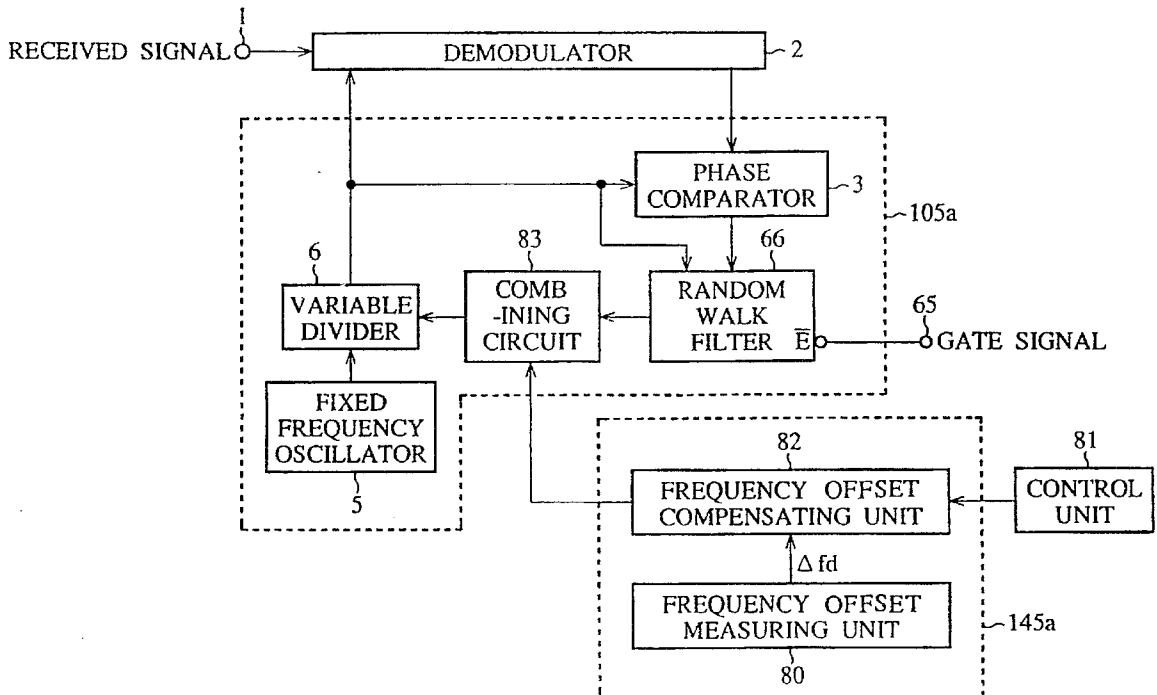 1
RECEIVED SIGNAL
DEMODULATOR
2
PHASE
COMPARATOR
3
105a
6
83
66
VARIABLE
DIVIDER
COMB
-INING
CIRCUIT
RANDOM
WALK
FILTER
E̅
65
GATE SIGNAL
FIXED
FREQUENCY
OSCILLATOR
5
82
81
FREQUENCY OFFSET
COMPENSATING UNIT
CONTROL
UNIT
Δfd
FREQUENCY OFFSET
MEASURING UNIT
80
145a